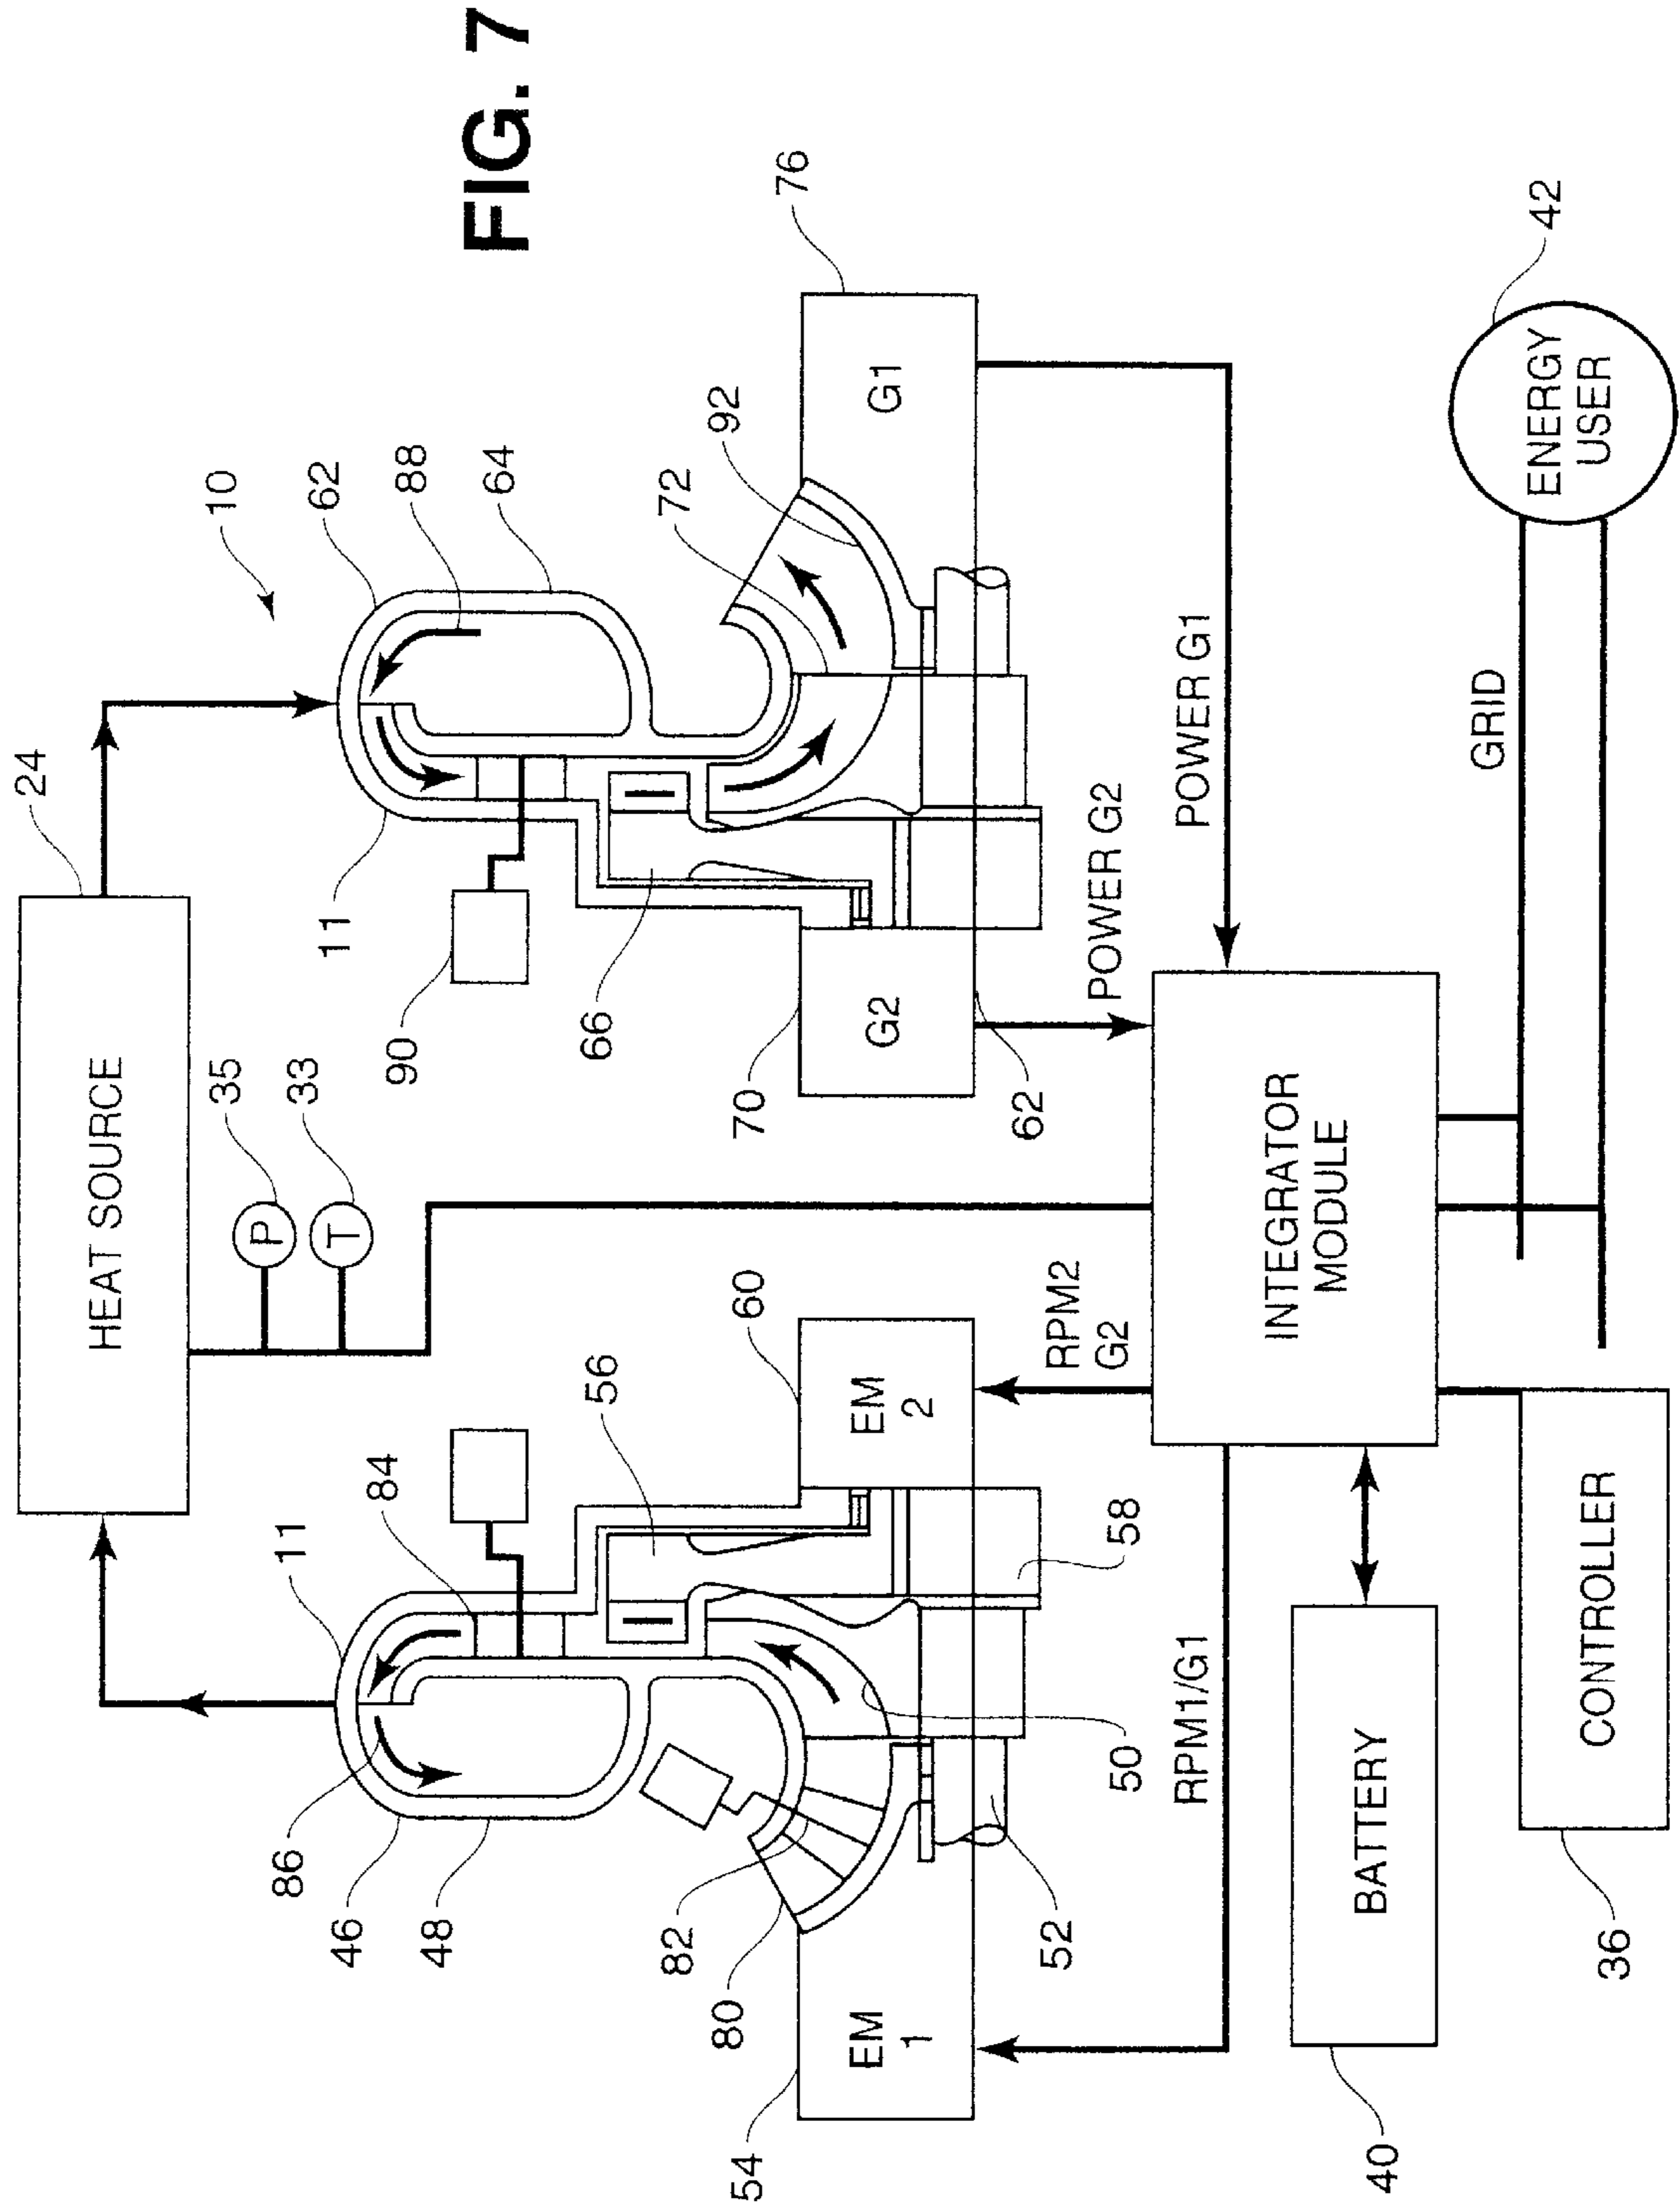 FIG. 7
10
24
HEAT SOURCE
35
P
33
T
11
84
86
46
48
56
60
EM
2
82
80
54
EM
1
52
50
58
62
88
64
11
90
66
70
G2
62
72
92
76
G1
RPM1/G1
RPM2
G2
POWER G2
POWER G1
INTEGRATOR
MODULE
BATTERY
40
CONTROLLER
36
GRID
ENERGY
USER
42